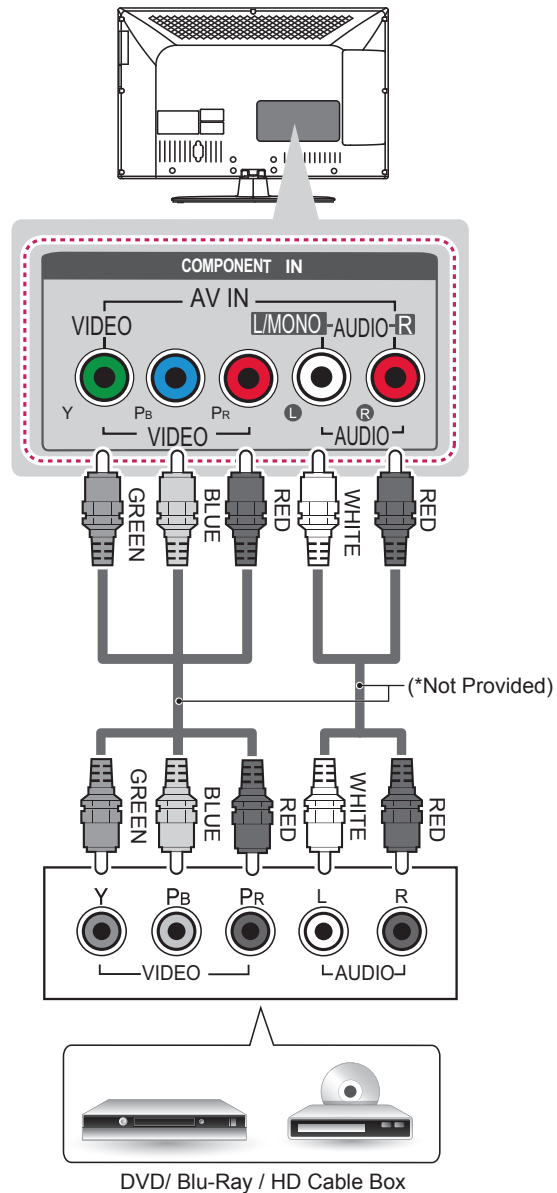 COMPONENT IN
AV IN
VIDEO L/MONO AUDIO R
Y PB PR L R
VIDEO AUDIO
GREEN BLUE RED WHITE RED
(*Not Provided)
GREEN BLUE RED WHITE RED
Y PB PR L R
VIDEO AUDIO
DVD/ Blu-Ray / HD Cable Box